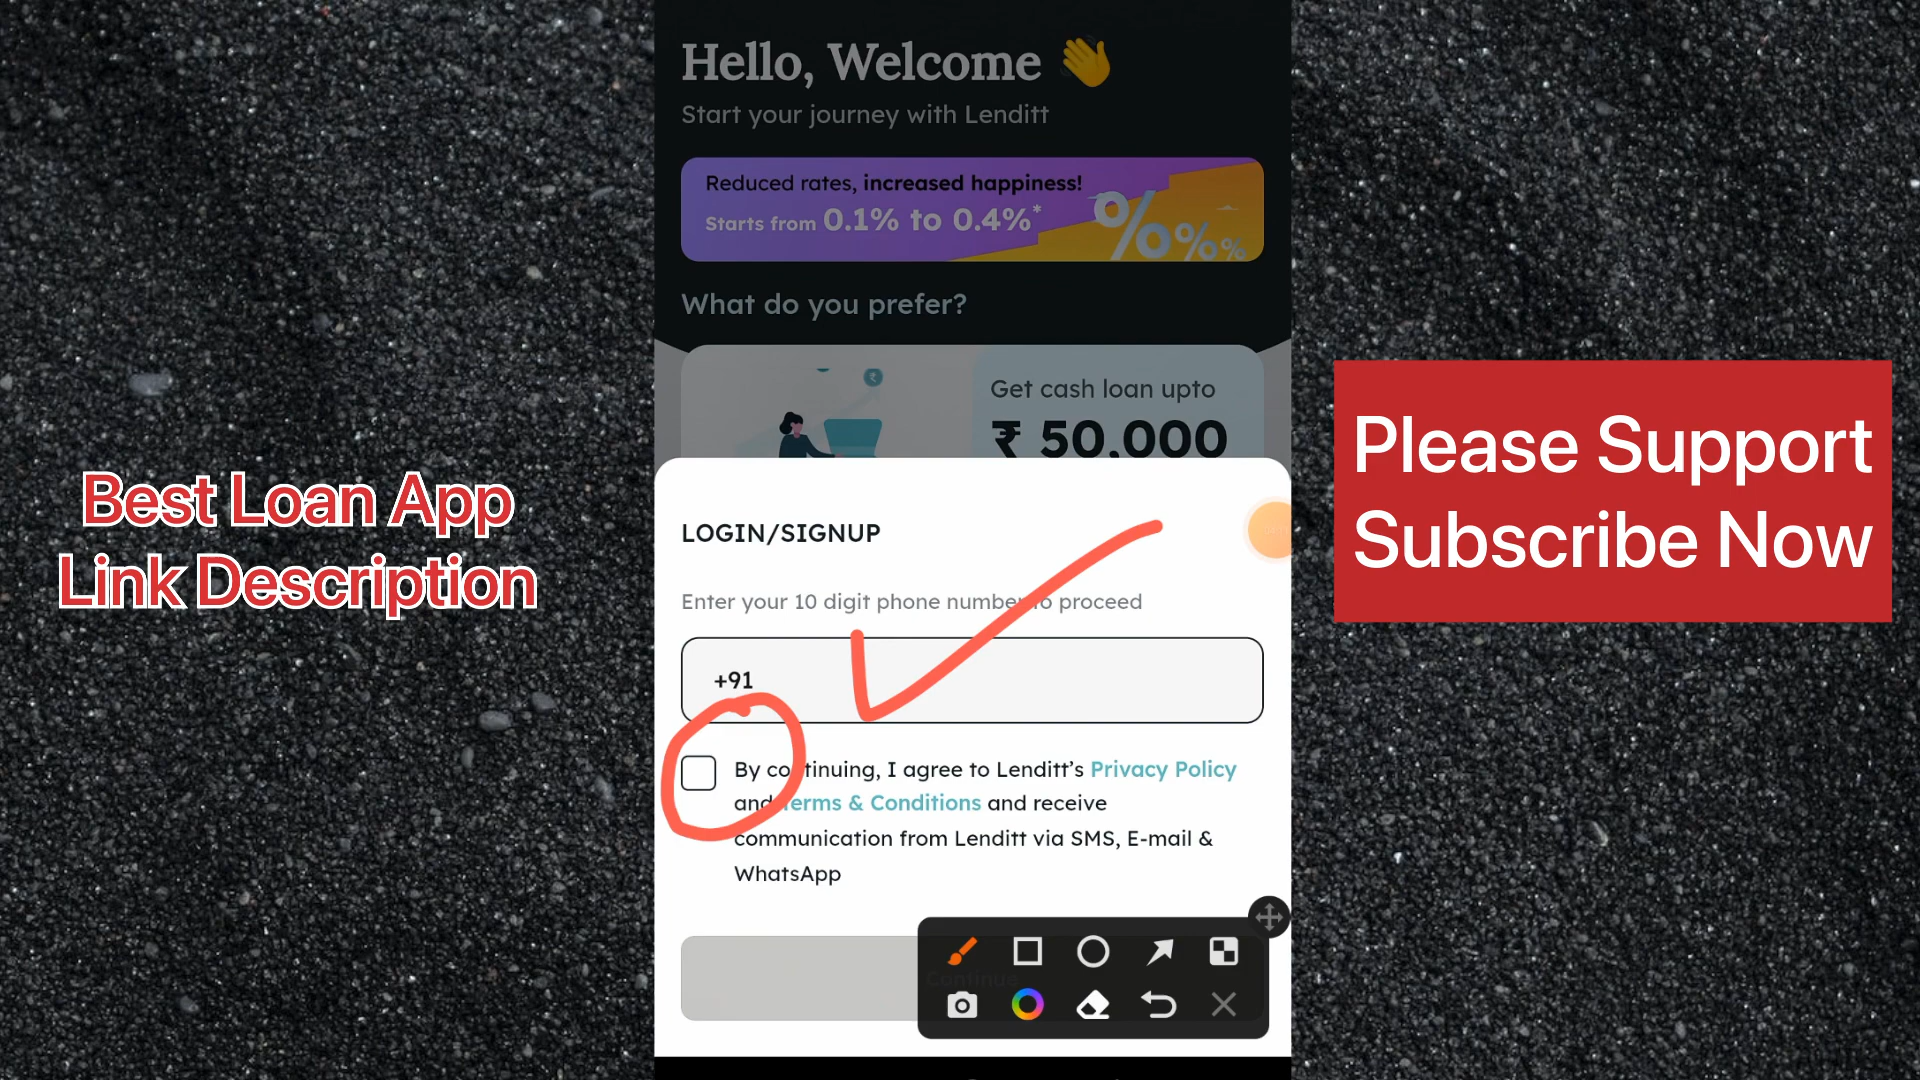 Hello, Welcome 👋
Start your journey with Lenditt
Reduced rates, increased happiness!
Starts from 0.1% to 0.4%*
What do you prefer?
Get cash loan upto
₹ 50,000
Best Loan App
Link Description
Please Support
Subscribe Now
LOGIN/SIGNUP
Enter your 10 digit phone number to proceed
+91
By continuing, I agree to Lenditt's Privacy Policy
and Terms & Conditions and receive
communication from Lenditt via SMS, E-mail &
WhatsApp
Continue